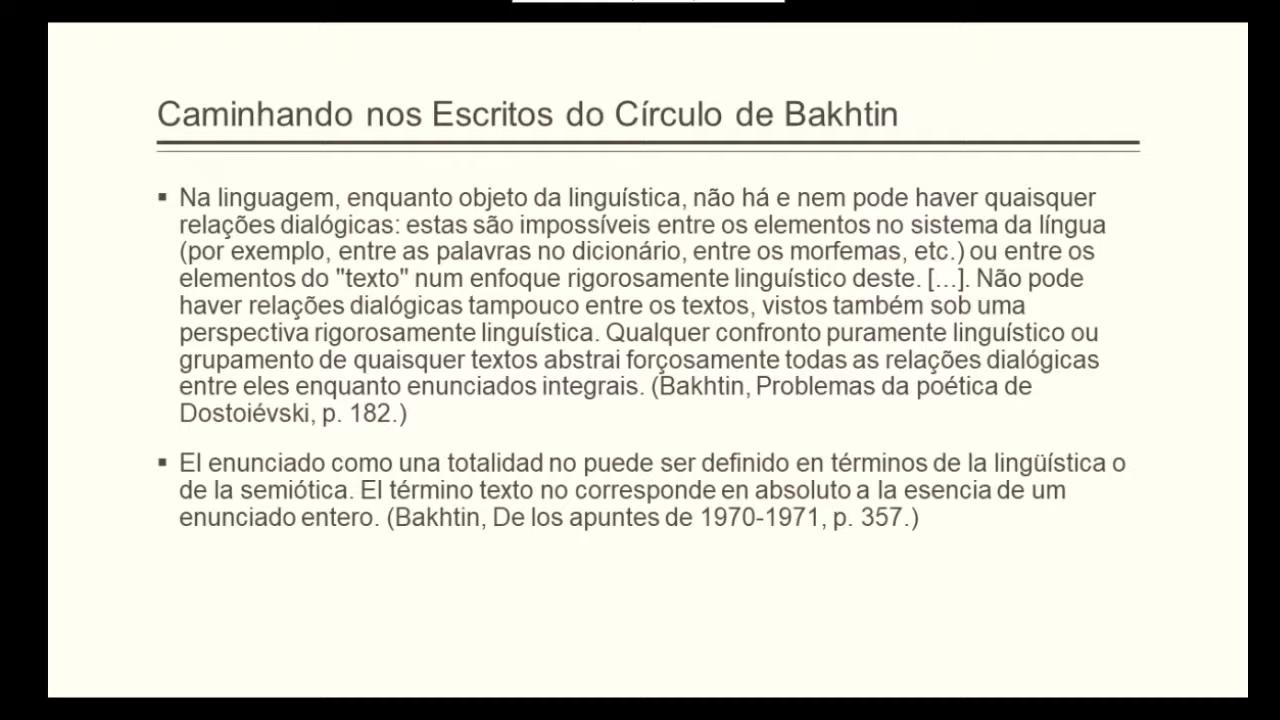 Caminhando nos Escritos do Círculo de Bakhtin
▪ Na linguagem, enquanto objeto da linguística, não há e nem pode haver quaisquer
relações dialógicas: estas são impossíveis entre os elementos no sistema da língua
(por exemplo, entre as palavras no dicionário, entre os morfemas, etc.) ou entre os
elementos do "texto" num enfoque rigorosamente linguístico deste. [...]. Não pode
haver relações dialógicas tampouco entre os textos, vistos também sob uma
perspectiva rigorosamente linguística. Qualquer confronto puramente linguístico ou
grupamento de quaisquer textos abstrai forçosamente todas as relações dialógicas
entre eles enquanto enunciados integrais. (Bakhtin, Problemas da poética de
Dostoiévski, p. 182.)
▪ El enunciado como una totalidad no puede ser definido en términos de la lingüística o
de la semiótica. El término texto no corresponde en absoluto a la esencia de um
enunciado entero. (Bakhtin, De los apuntes de 1970-1971, p. 357.)